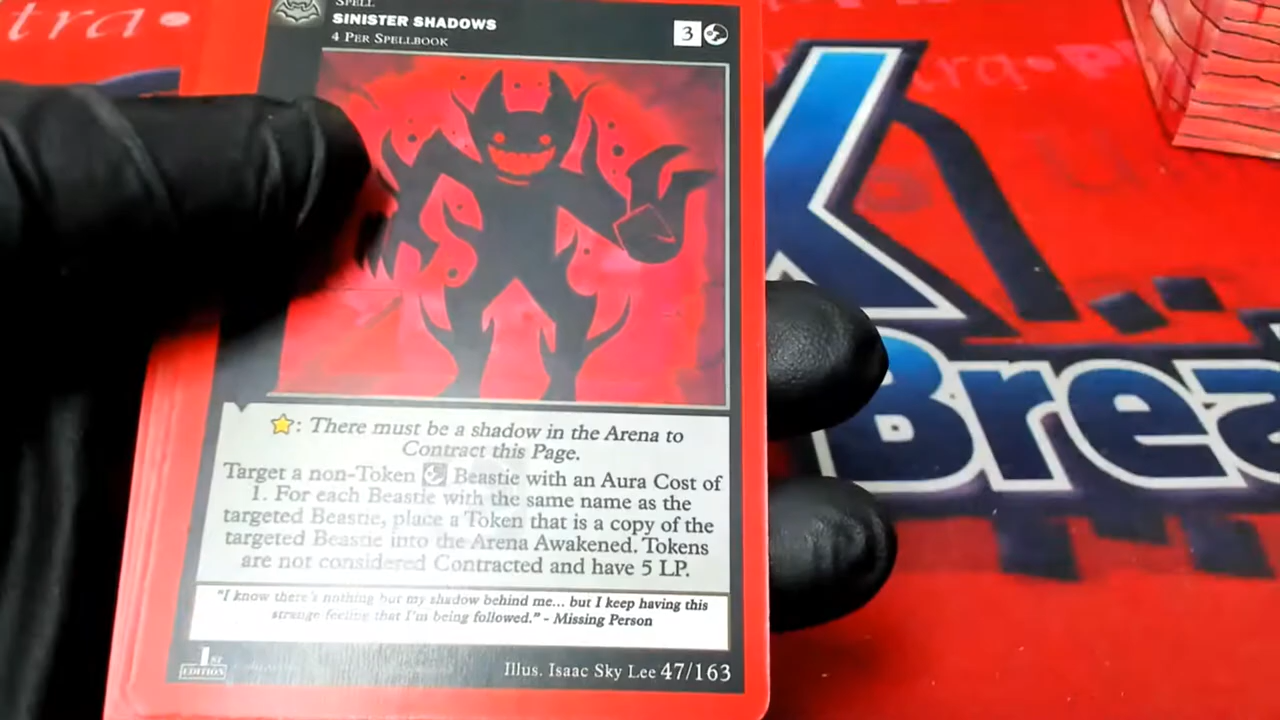 SPELL
SINISTER SHADOWS
4 PER SPELLBOOK
3
: There must be a shadow in the Arena to
Contract this Page.
Target a non-Token Beastie with an Aura Cost of
1. For each Beastie with the same name as the
targeted Beastie, place a Token that is a copy of the
targeted Beastie into the Arena Awakened. Tokens
are not considered Contracted and have 5 LP.
"I know there's nothing but my shadow behind me... but I keep having this
strange feeling that I'm being followed." - Missing Person
1ST
EDITION
Illus. Isaac Sky Lee 47/163
tra
Brea